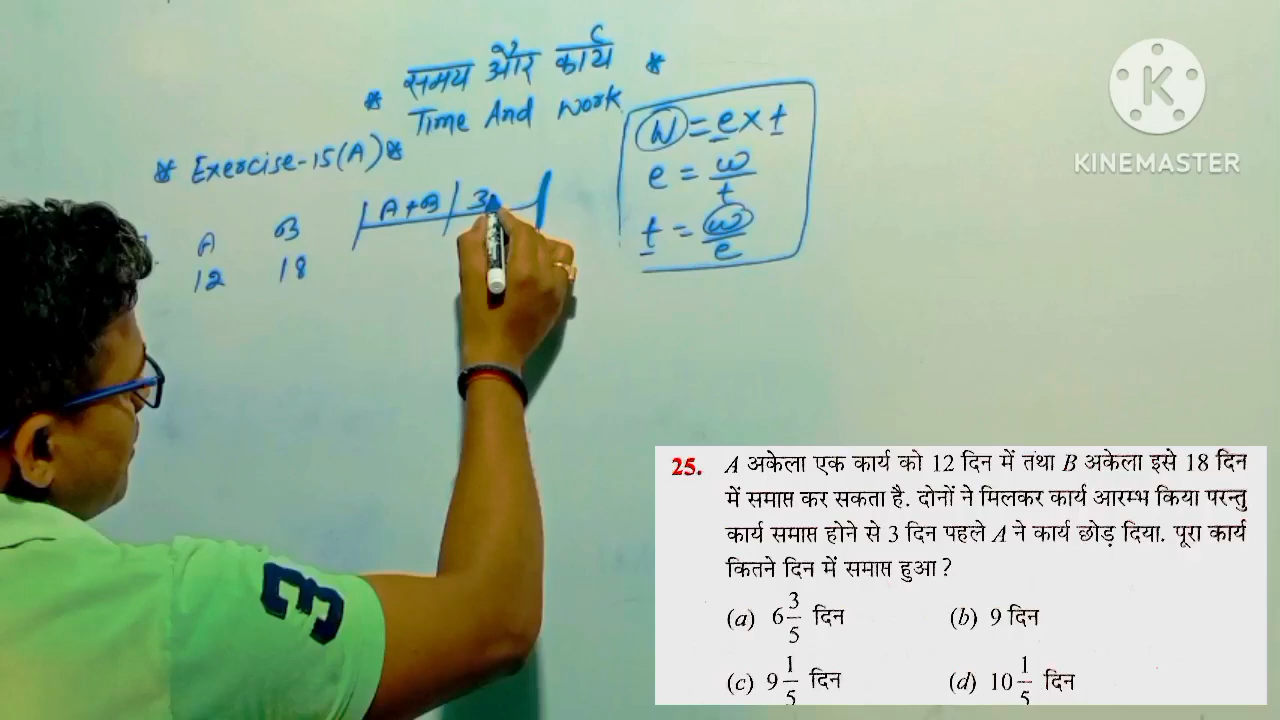 * समय और कार्य *
Time And Work
* Exercise-15(A) *
A B
12 18
A+B 3
W = e x t
e = w/t
t = w/e
K
KINEMASTER
3
25. A अकेला एक कार्य को 12 दिन में तथा B अकेला इसे 18 दिन
में समाप्त कर सकता है. दोनों ने मिलकर कार्य आरम्भ किया परन्तु
कार्य समाप्त होने से 3 दिन पहले A ने कार्य छोड़ दिया. पूरा कार्य
कितने दिन में समाप्त हुआ ?
(a) 6 3/5 दिन (b) 9 दिन
(c) 9 1/5 दिन (d) 10 1/5 दिन